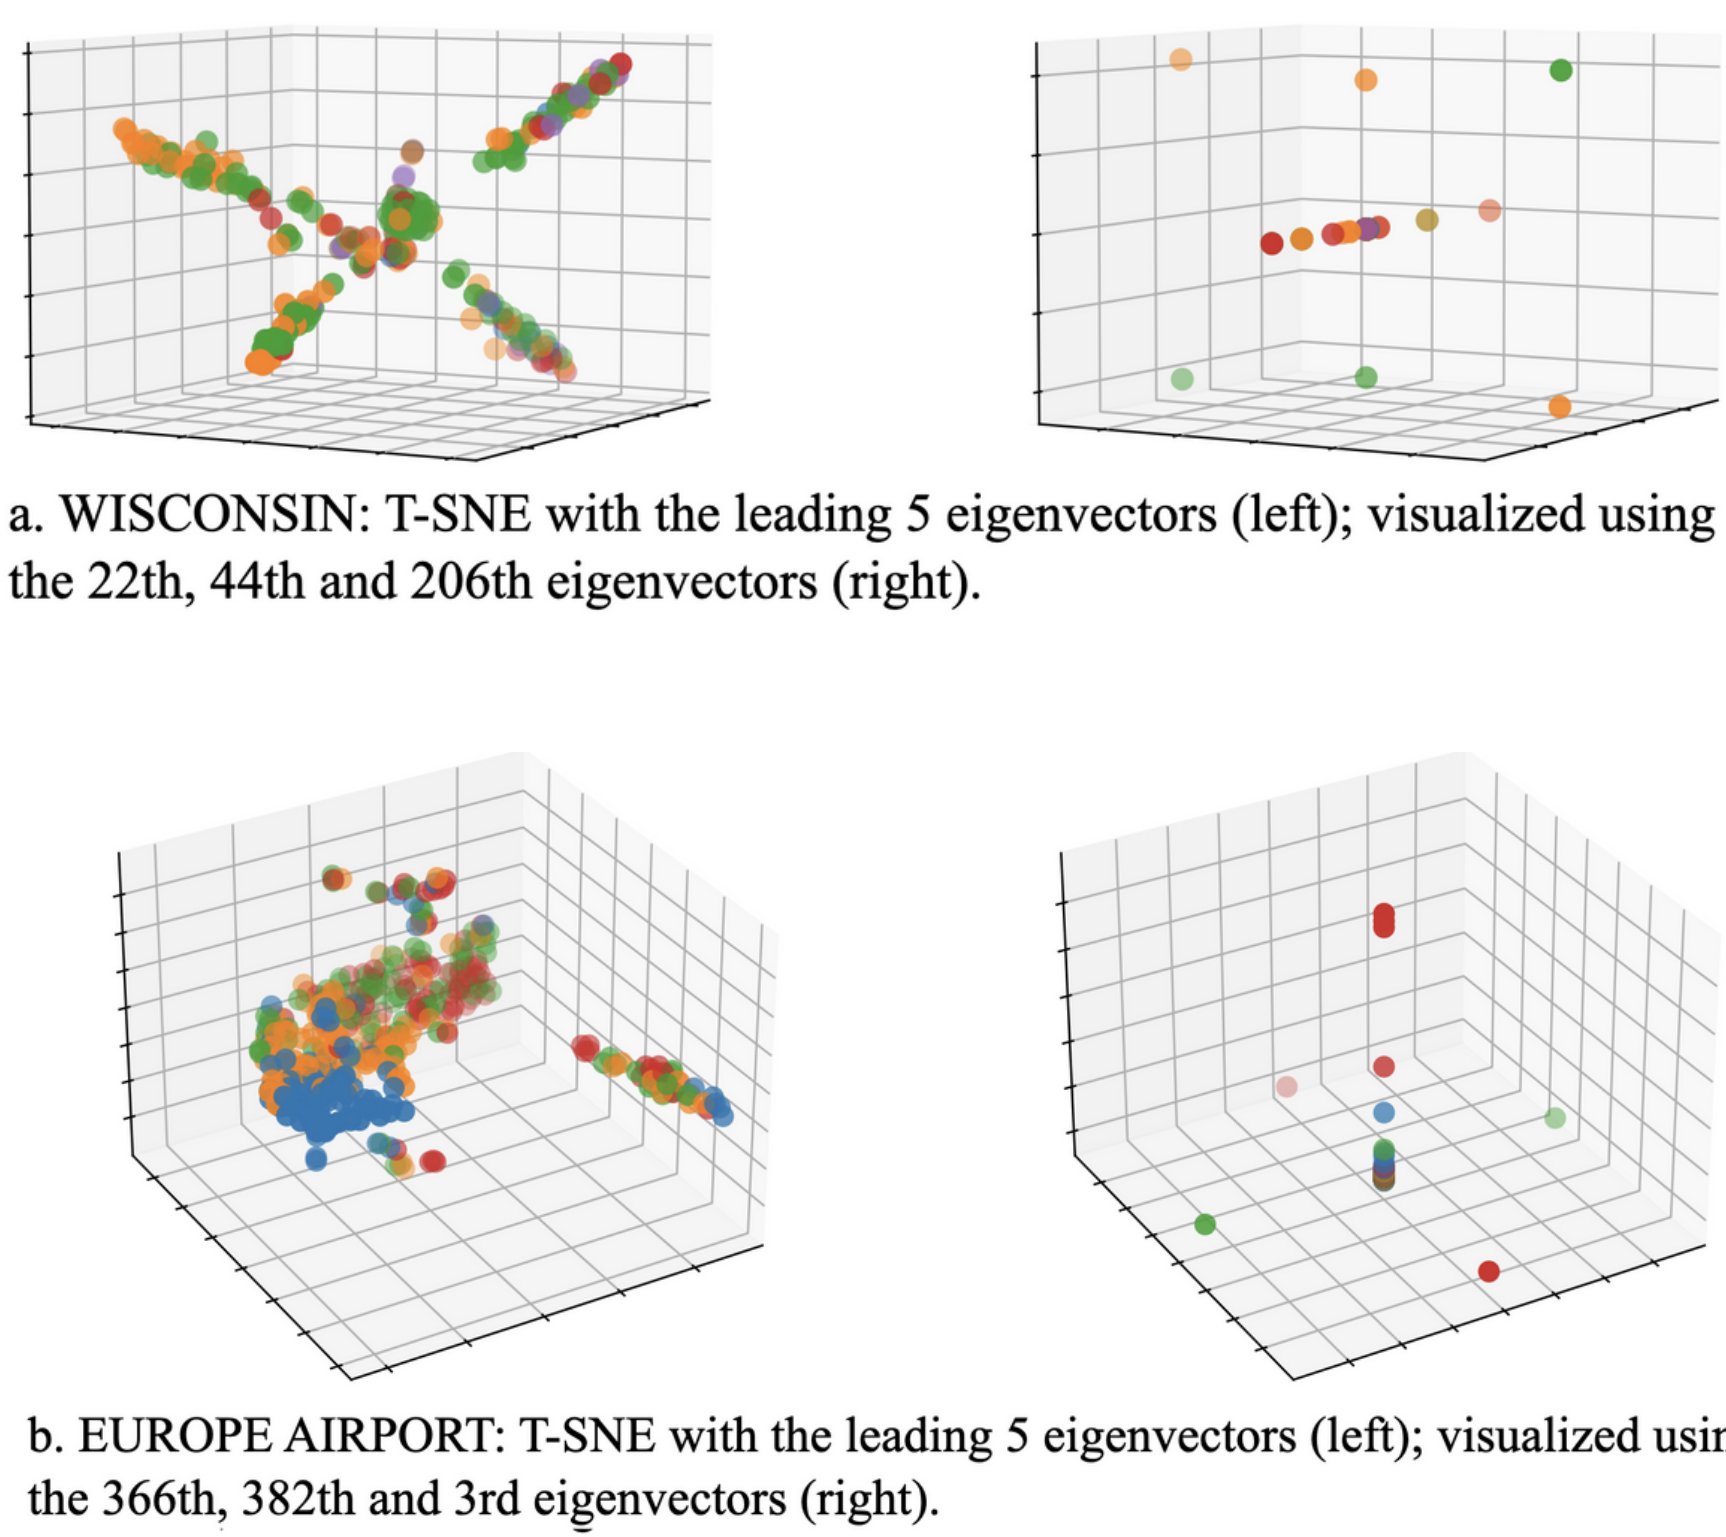 a. WISCONSIN: T-SNE with the leading 5 eigenvectors (left); visualized using
the 22th, 44th and 206th eigenvectors (right).
b. EUROPE AIRPORT: T-SNE with the leading 5 eigenvectors (left); visualized usin
the 366th, 382th and 3rd eigenvectors (right).